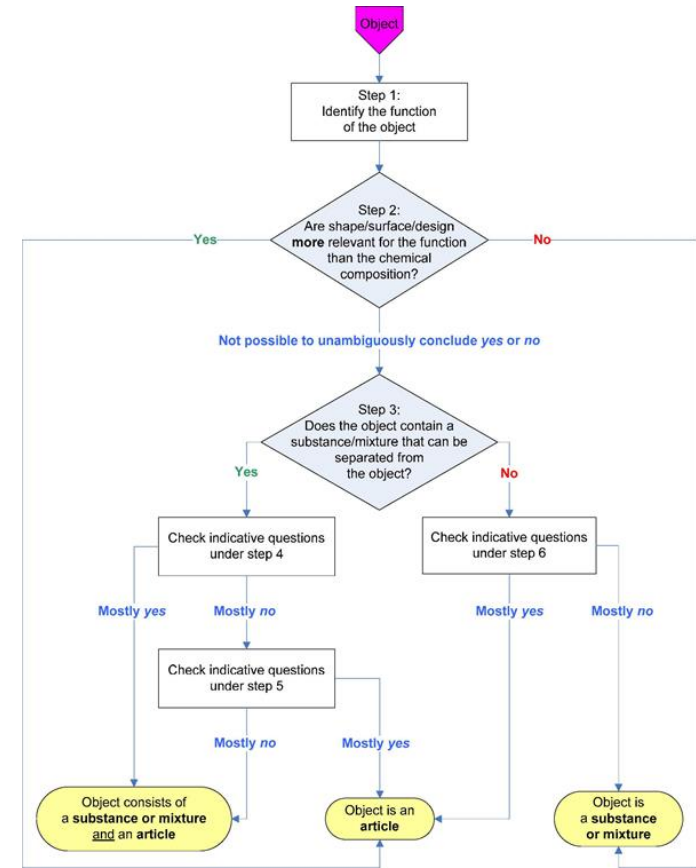 Object
Step 1:
Identify the function
of the object
Step 2:
Are shape/surface/design
more relevant for the function
than the chemical
composition?
Yes
No
Not possible to unambiguously conclude yes or no
Step 3:
Does the object contain a
substance/mixture that can be
separated from
the object?
Yes
No
Check indicative questions
under step 4
Check indicative questions
under step 6
Mostly yes
Mostly no
Mostly yes
Mostly no
Check indicative questions
under step 5
Mostly no
Mostly yes
Object consists of
a substance or mixture
and an article
Object is an
article
Object is
a substance
or mixture